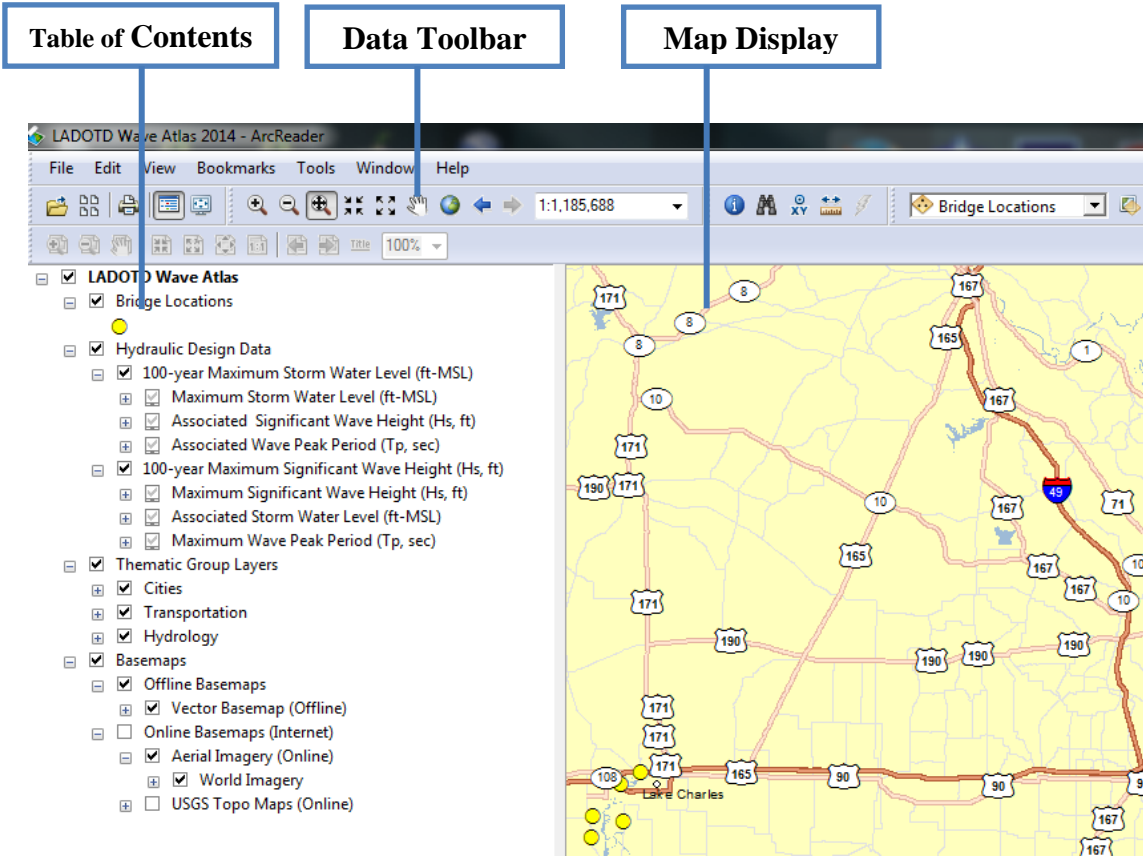 Table of Contents
Data Toolbar
Map Display
LADOTD Wave Atlas 2014 - ArcReader
File Edit View Bookmarks Tools Window Help
1:1,185,688
XY
Bridge Locations
1:1
Title
100%
LADOTD Wave Atlas
Bridge Locations
Hydraulic Design Data
100-year Maximum Storm Water Level (ft-MSL)
Maximum Storm Water Level (ft-MSL)
Associated Significant Wave Height (Hs, ft)
Associated Wave Peak Period (Tp, sec)
100-year Maximum Significant Wave Height (Hs, ft)
Maximum Significant Wave Height (Hs, ft)
Associated Storm Water Level (ft-MSL)
Maximum Wave Peak Period (Tp, sec)
Thematic Group Layers
Cities
Transportation
Hydrology
Basemaps
Offline Basemaps
Vector Basemap (Offline)
Online Basemaps (Internet)
Aerial Imagery (Online)
World Imagery
USGS Topo Maps (Online)
171 8 167
8 165
8 1
10 167
171
190 171 10 167 49 71
165 167 10
167
171 10
190 190 190 190
171
171
108 171 165 90 90 9
Lake Charles
167
167